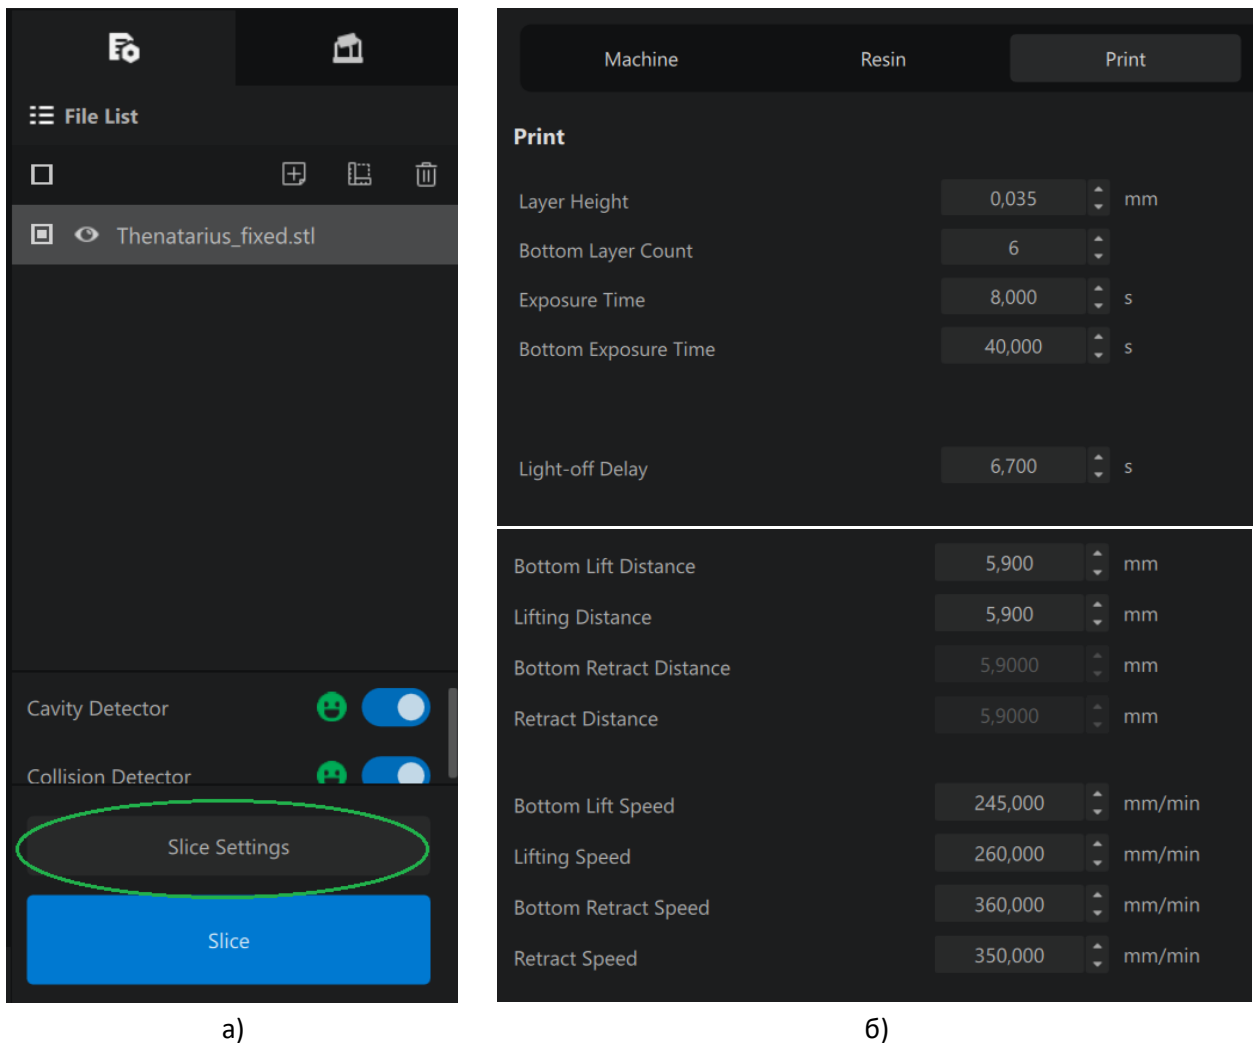 File List
Thenatarius_fixed.stl
Cavity Detector
Collision Detector
Slice Settings
Slice
а)
Machine Resin Print
Print
Layer Height 0,035 mm
Bottom Layer Count 6
Exposure Time 8,000 s
Bottom Exposure Time 40,000 s
Light-off Delay 6,700 s
Bottom Lift Distance 5,900 mm
Lifting Distance 5,900 mm
Bottom Retract Distance 5,9000 mm
Retract Distance 5,9000 mm
Bottom Lift Speed 245,000 mm/min
Lifting Speed 260,000 mm/min
Bottom Retract Speed 360,000 mm/min
Retract Speed 350,000 mm/min
б)